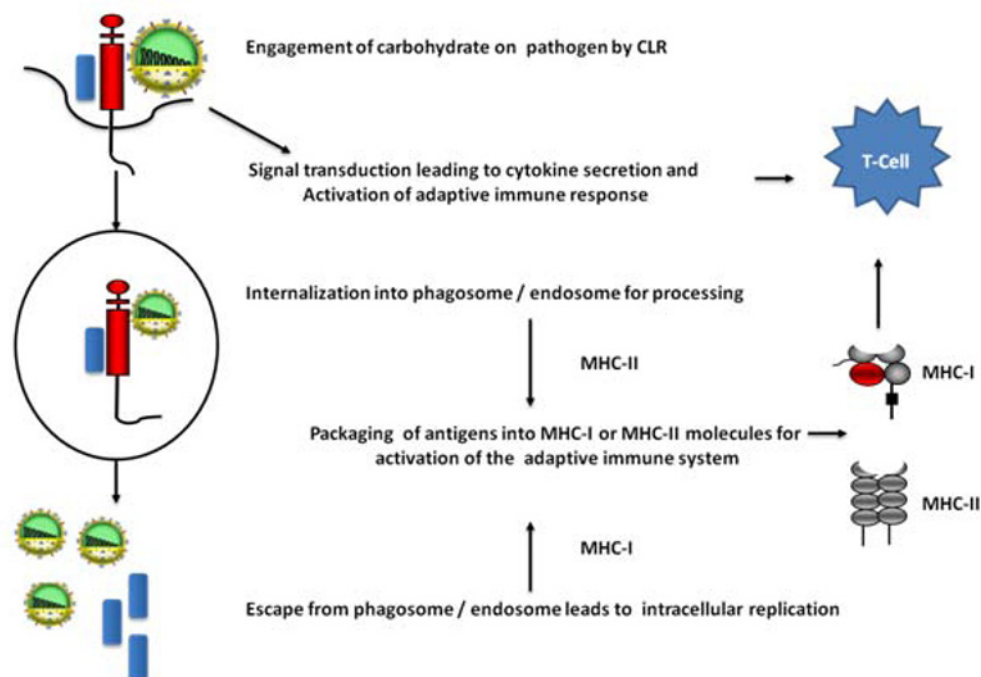 Engagement of carbohydrate on pathogen by CLR
Signal transduction leading to cytokine secretion and
Activation of adaptive immune response
T-Cell
Internalization into phagosome / endosome for processing
MHC-II
MHC-I
Packaging of antigens into MHC-I or MHC-II molecules for
activation of the adaptive immune system
MHC-II
MHC-I
Escape from phagosome / endosome leads to intracellular replication